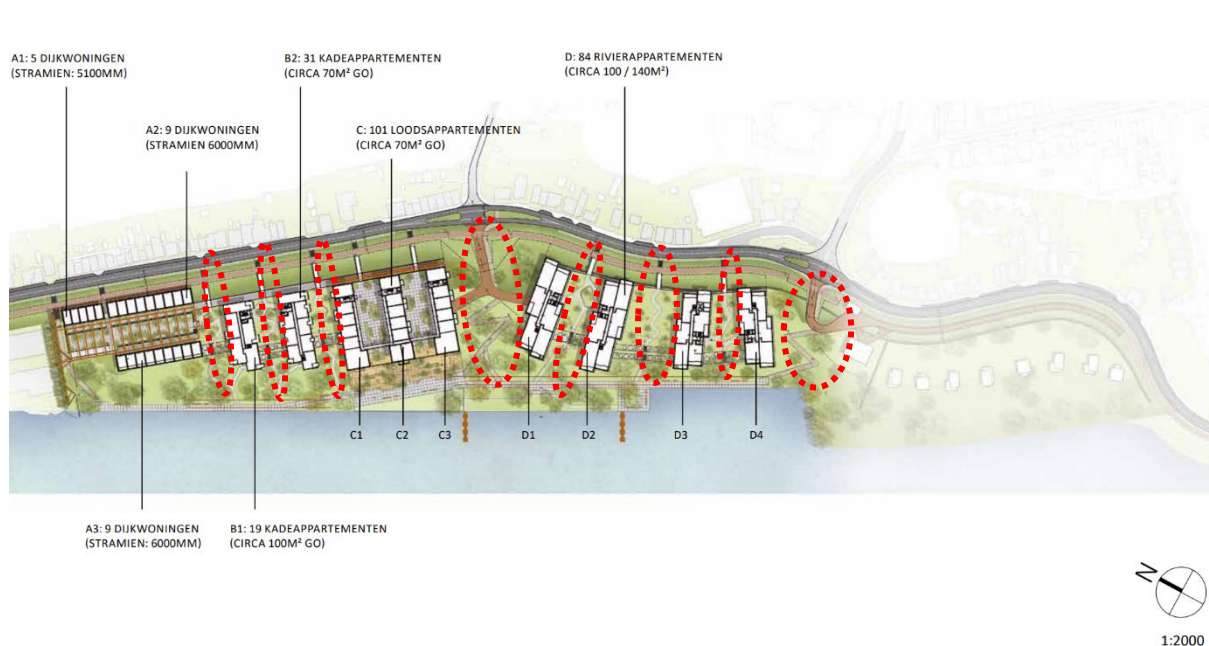 A1: 5 DIJKWONINGEN
(STRAMIEN: 5100MM)
B2: 31 KADEAPPARTEMENTEN
(CIRCA 70M² GO)
D: 84 RIVIERAPPARTEMENTEN
(CIRCA 100 / 140M²)
A2: 9 DIJKWONINGEN
(STRAMIEN 6000MM)
C: 101 LOODSAPPARTEMENTEN
(CIRCA 70M² GO)
C1
C2
C3
D1
D2
D3
D4
A3: 9 DIJKWONINGEN
(STRAMIEN: 6000MM)
B1: 19 KADEAPPARTEMENTEN
(CIRCA 100M² GO)
N
1:2000